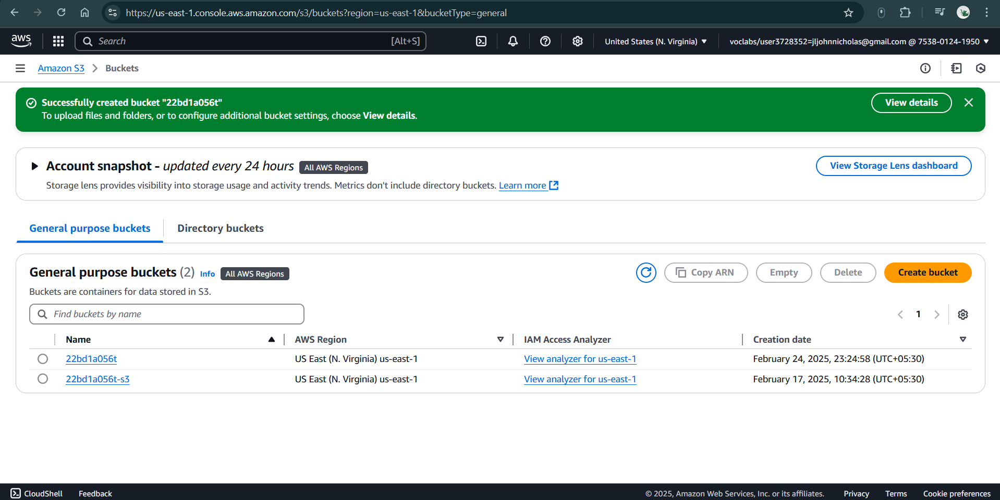 https://us-east-1.console.aws.amazon.com/s3/buckets?region=us-east-1&bucketType=general
aws
Search [Alt+S]
United States (N. Virginia) ▼
voclabs/user3728352=jljohnnicholas@gmail.com @ 7538-0124-1950 ▼
Amazon S3 > Buckets
Successfully created bucket "22bd1a056t"
To upload files and folders, or to configure additional bucket settings, choose View details.
View details
Account snapshot - updated every 24 hours All AWS Regions
View Storage Lens dashboard
Storage lens provides visibility into storage usage and activity trends. Metrics don't include directory buckets. Learn more
General purpose buckets Directory buckets
General purpose buckets (2) Info All AWS Regions
Copy ARN Empty Delete Create bucket
Buckets are containers for data stored in S3.
Find buckets by name
1
Name AWS Region IAM Access Analyzer Creation date
22bd1a056t US East (N. Virginia) us-east-1 View analyzer for us-east-1 February 24, 2025, 23:24:58 (UTC+05:30)
22bd1a056t-s3 US East (N. Virginia) us-east-1 View analyzer for us-east-1 February 17, 2025, 10:34:28 (UTC+05:30)
CloudShell Feedback © 2025, Amazon Web Services, Inc. or its affiliates. Privacy Terms Cookie preferences